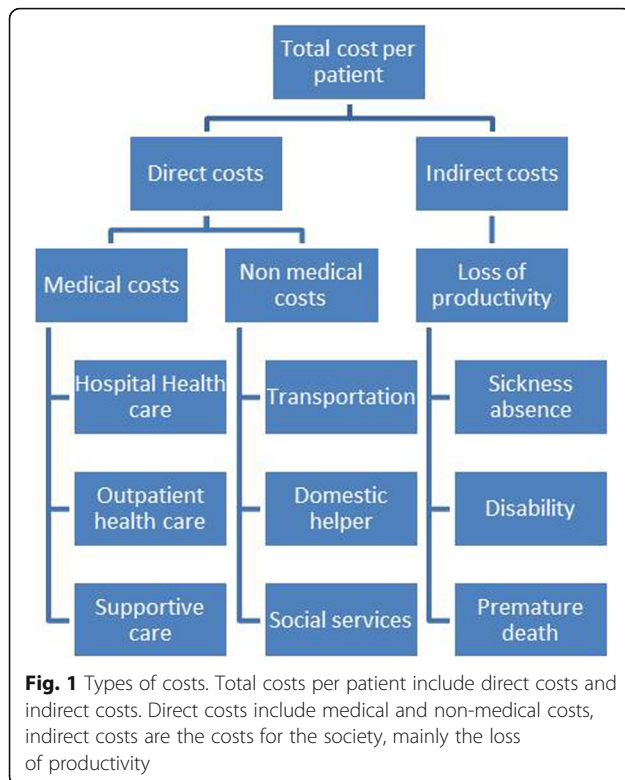 Total cost per
patient
Direct costs
Indirect costs
Medical costs
Non medical
costs
Loss of
productivity
Hospital Health
care
Transportation
Sickness
absence
Outpatient
health care
Domestic
helper
Disability
Supportive
care
Social services
Premature
death
Fig. 1 Types of costs. Total costs per patient include direct costs and
indirect costs. Direct costs include medical and non-medical costs,
indirect costs are the costs for the society, mainly the loss
of productivity